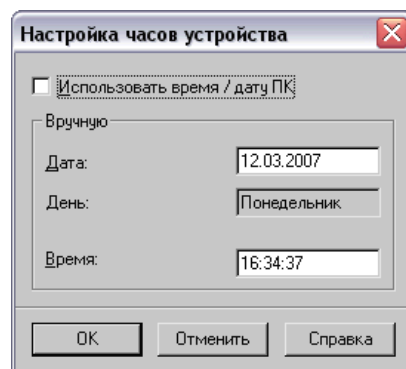 Настройка часов устройства
Использовать время / дату ПК
Вручную
Дата: 12.03.2007
День: Понедельник
Время: 16:34:37
OK Отменить Справка